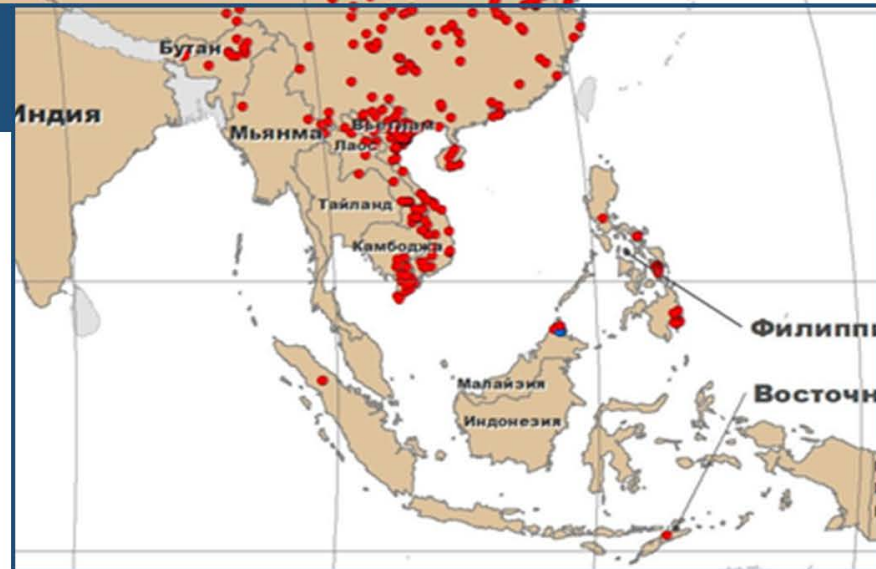 Бутан
Индия
Мьянма
Вьетнам
Лаос
Тайланд
Камбоджа
Филиппи
Малайзия
Восточн
Индонезия